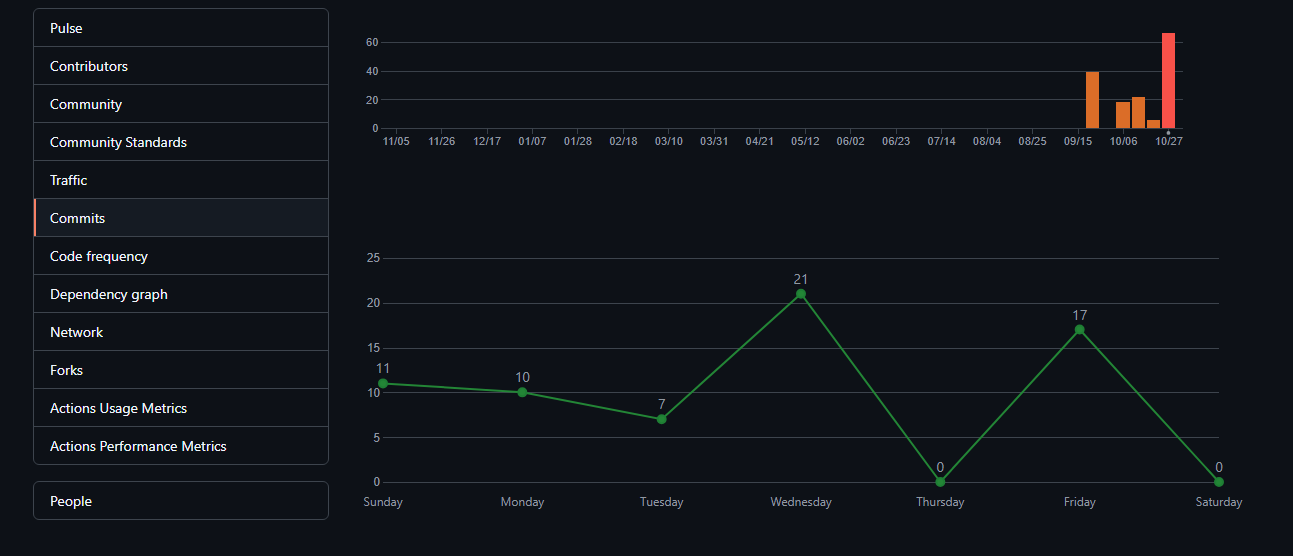 Pulse
Contributors
Community
Community Standards
Traffic
Commits
Code frequency
Dependency graph
Network
Forks
Actions Usage Metrics
Actions Performance Metrics
People
60
40
20
0
11/05 11/26 12/17 01/07 01/28 02/18 03/10 03/31 04/21 05/12 06/02 06/23 07/14 08/04 08/25 09/15 10/06 10/27
25
21
20
17
15
11
10
10
7
5
0
0
0
Sunday Monday Tuesday Wednesday Thursday Friday Saturday